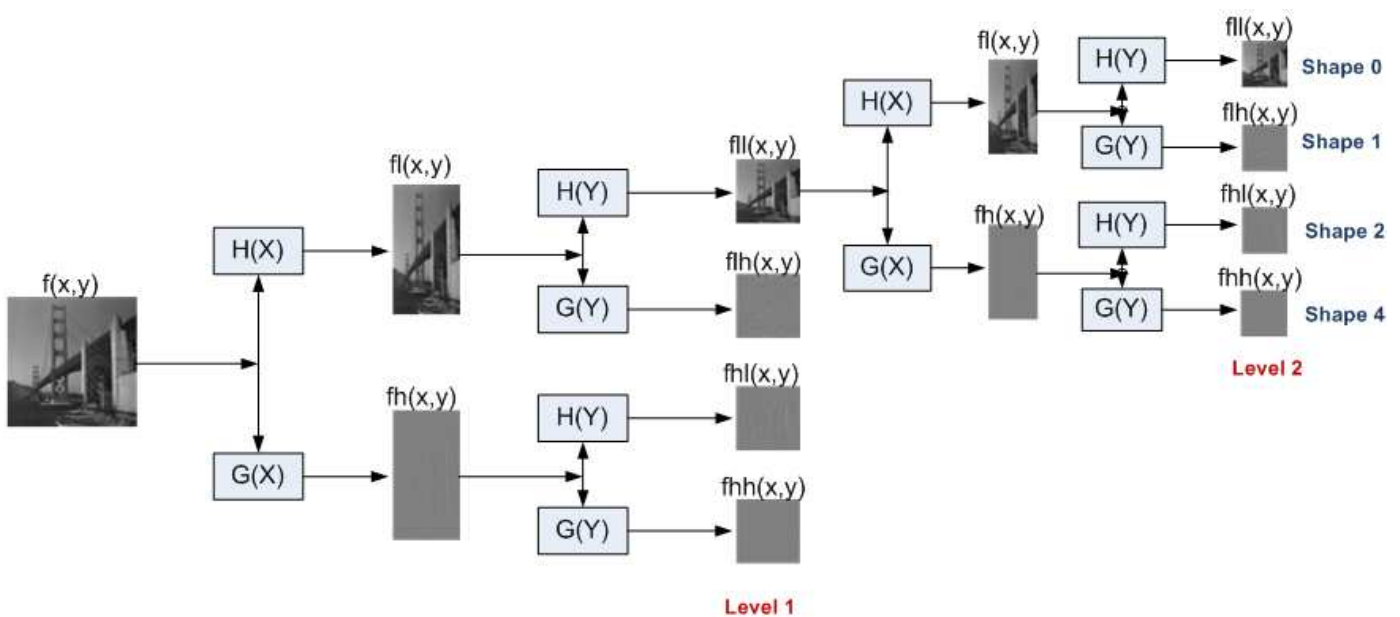 fll(x,y)
fl(x,y)
H(Y)
Shape 0
H(X)
flh(x,y)
G(Y)
Shape 1
fl(x,y)
fll(x,y)
H(Y)
fhl(x,y)
H(Y)
Shape 2
fh(x,y)
H(X)
G(X)
flh(x,y)
fhh(x,y)
f(x,y)
G(Y)
G(Y)
Shape 4
Level 2
fh(x,y)
fhl(x,y)
H(Y)
G(X)
fhh(x,y)
G(Y)
Level 1